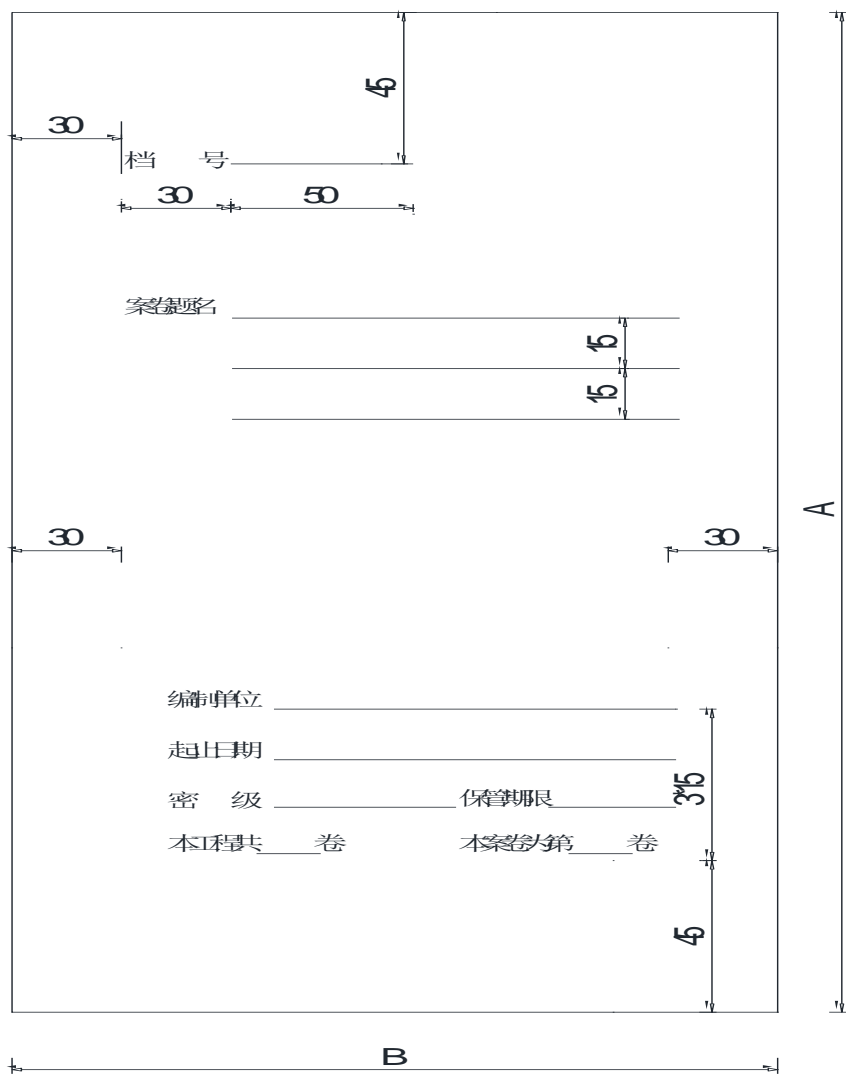 45
30
档 号
30 50
案卷题名
15
15
A
30 30
编制单位
起止日期
密 级 保管期限
3*15
本工程共 卷 本案卷为第 卷
45
B